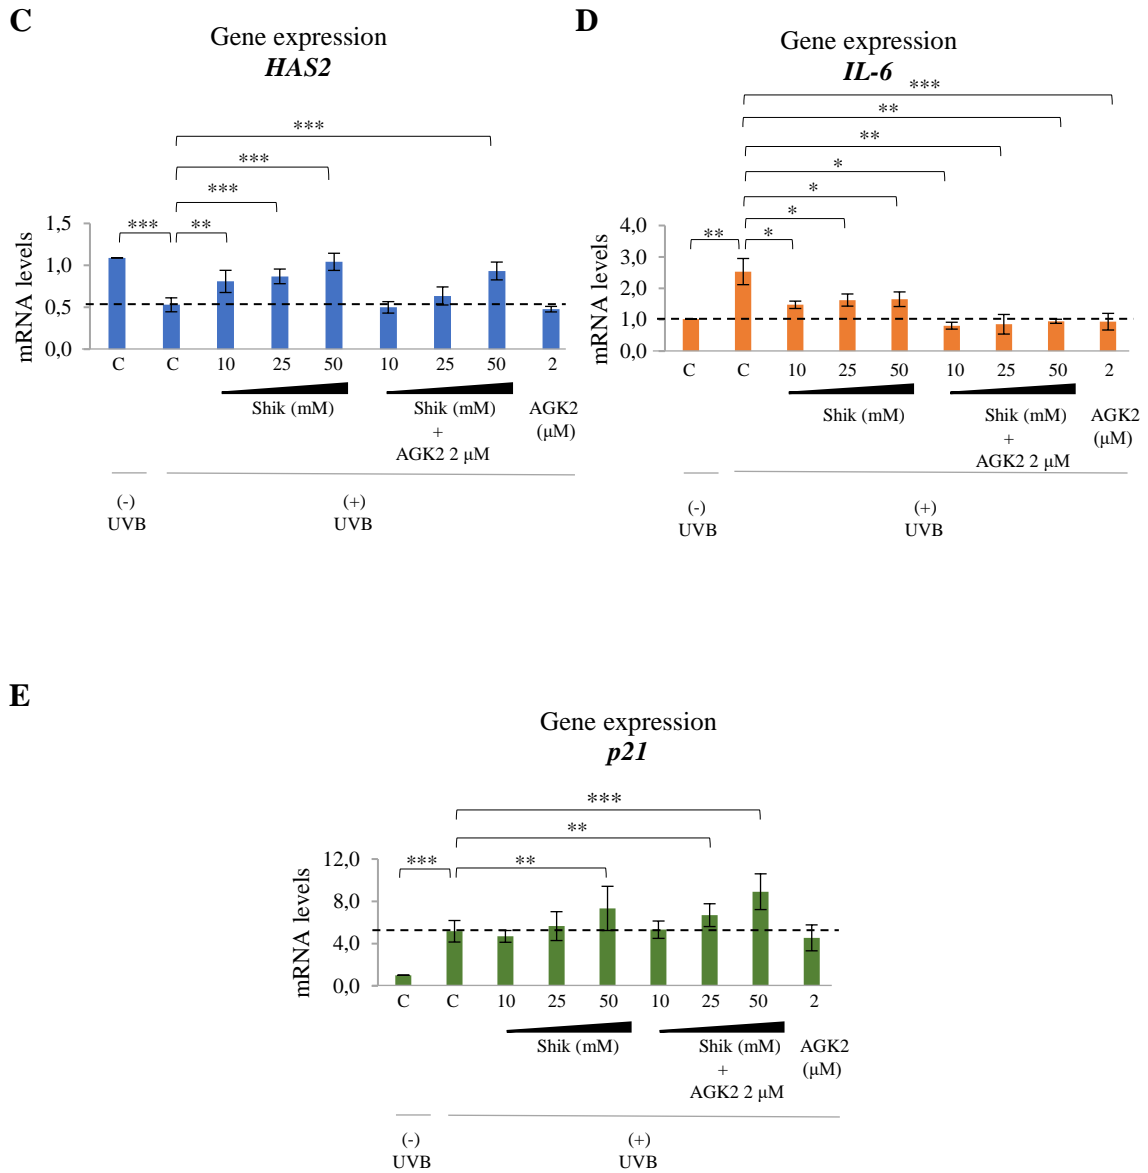 C
Gene expression
HAS2
***
***
***
*** **
mRNA levels
1,5
1,0
0,5
0,0
C C 10 25 50 10 25 50 2
Shik (mM) Shik (mM) AGK2
+ (μM)
AGK2 2 μM
(-) (+)
UVB UVB
D
Gene expression
IL-6
***
**
**
*
*
*
** *
mRNA levels
4,0
3,0
2,0
1,0
0,0
C C 10 25 50 10 25 50 2
Shik (mM) Shik (mM) AGK2
+ (μM)
AGK2 2 μM
(-) (+)
UVB UVB
E
Gene expression
p21
***
**
*** **
mRNA levels
12,0
8,0
4,0
0,0
C C 10 25 50 10 25 50 2
Shik (mM) Shik (mM) AGK2
+ (μM)
AGK2 2 μM
(-) (+)
UVB UVB